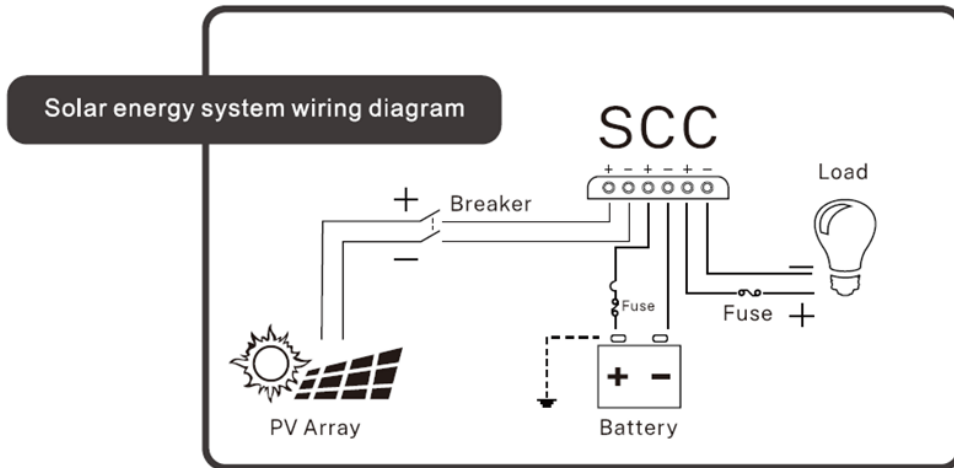 Solar energy system wiring diagram
SCC
+ − + − + −
Load
+ Breaker
−
−
Fuse
Fuse +
+ −
PV Array
Battery